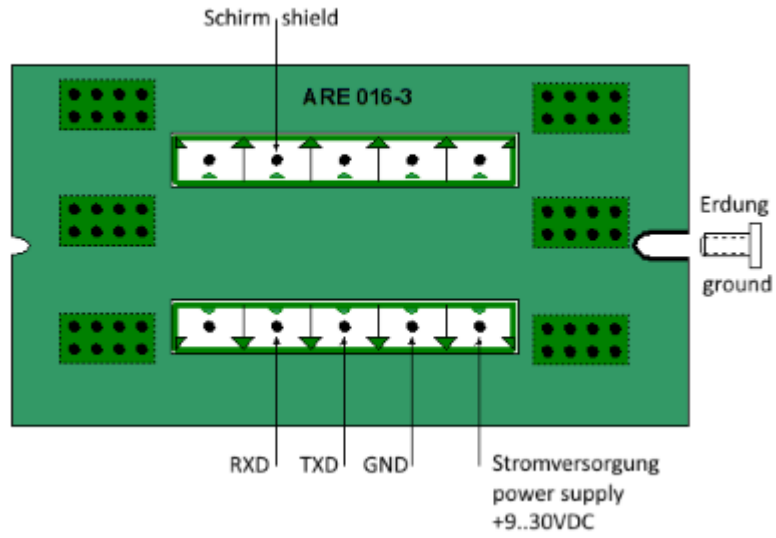 Schirm shield
ARE 016-3
Erdung
ground
RXD TXD GND Stromversorgung
power supply
+9..30VDC